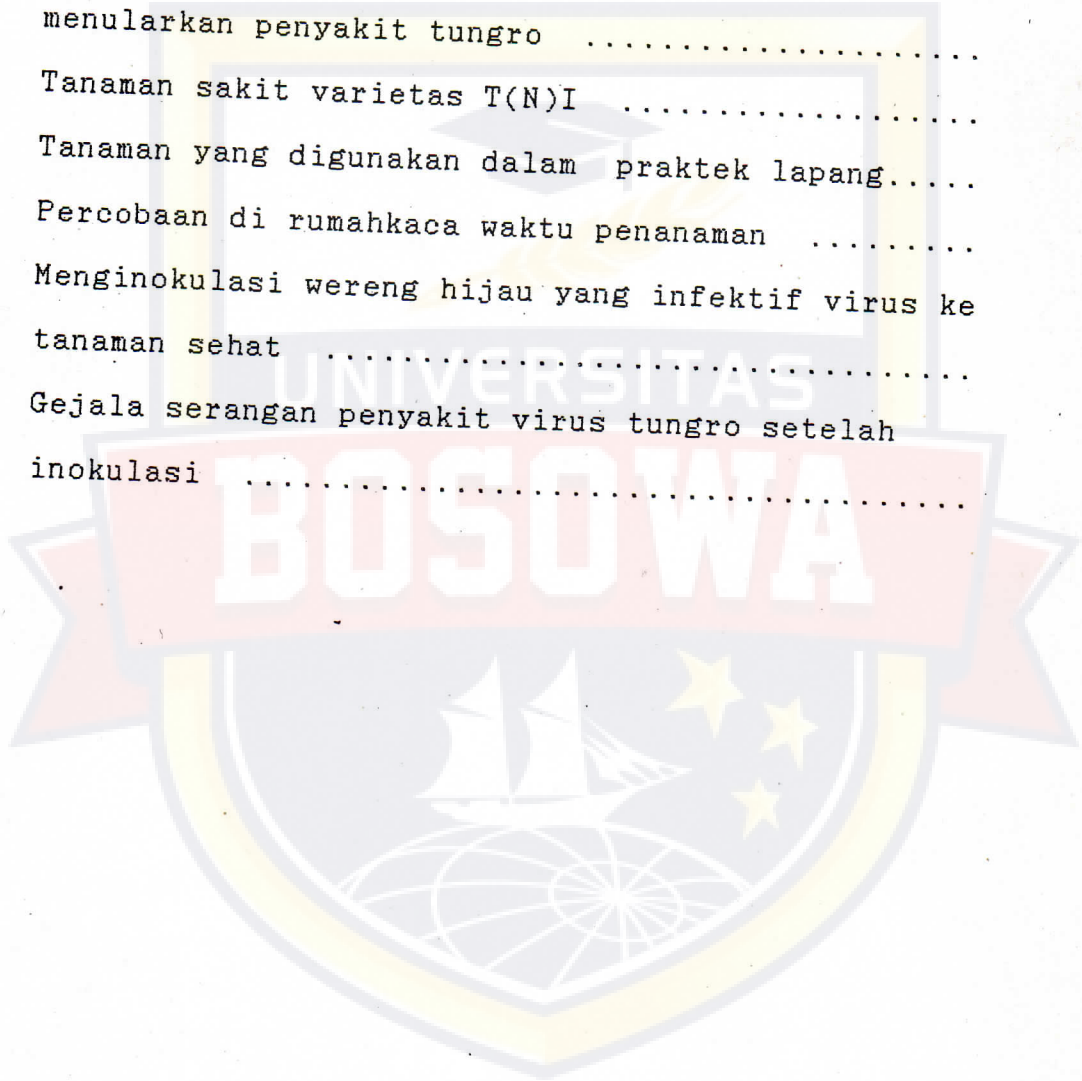 menularkan penyakit tungro .....................
Tanaman sakit varietas T(N)I ...................
Tanaman yang digunakan dalam praktek lapang.....
Percobaan di rumahkaca waktu penanaman .........
Menginokulasi wereng hijau yang infektif virus ke
tanaman sehat ..................................
Gejala serangan penyakit virus tungro setelah
inokulasi ......................................
UNIVERSITAS
BOSOWA